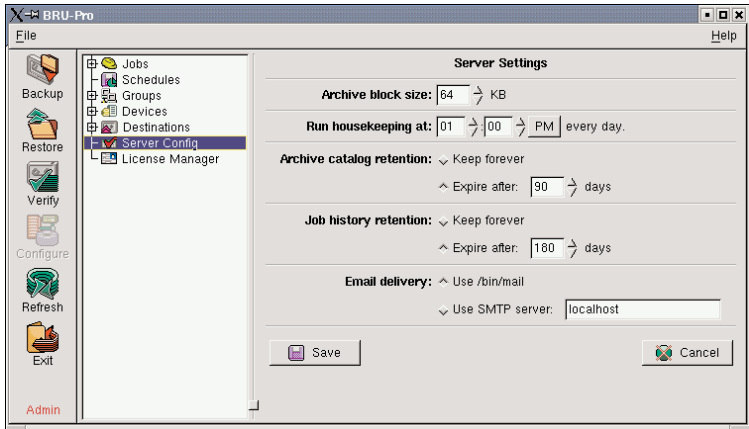 BRU-Pro
File Help
Backup
Restore
Verify
Configure
Refresh
Exit
Admin
Jobs
Schedules
Groups
Devices
Destinations
Server Config
License Manager
Server Settings
Archive block size: 64 KB
Run housekeeping at: 01 : 00 PM every day.
Archive catalog retention: Keep forever
Expire after: 90 days
Job history retention: Keep forever
Expire after: 180 days
Email delivery: Use /bin/mail
Use SMTP server: localhost
Save Cancel